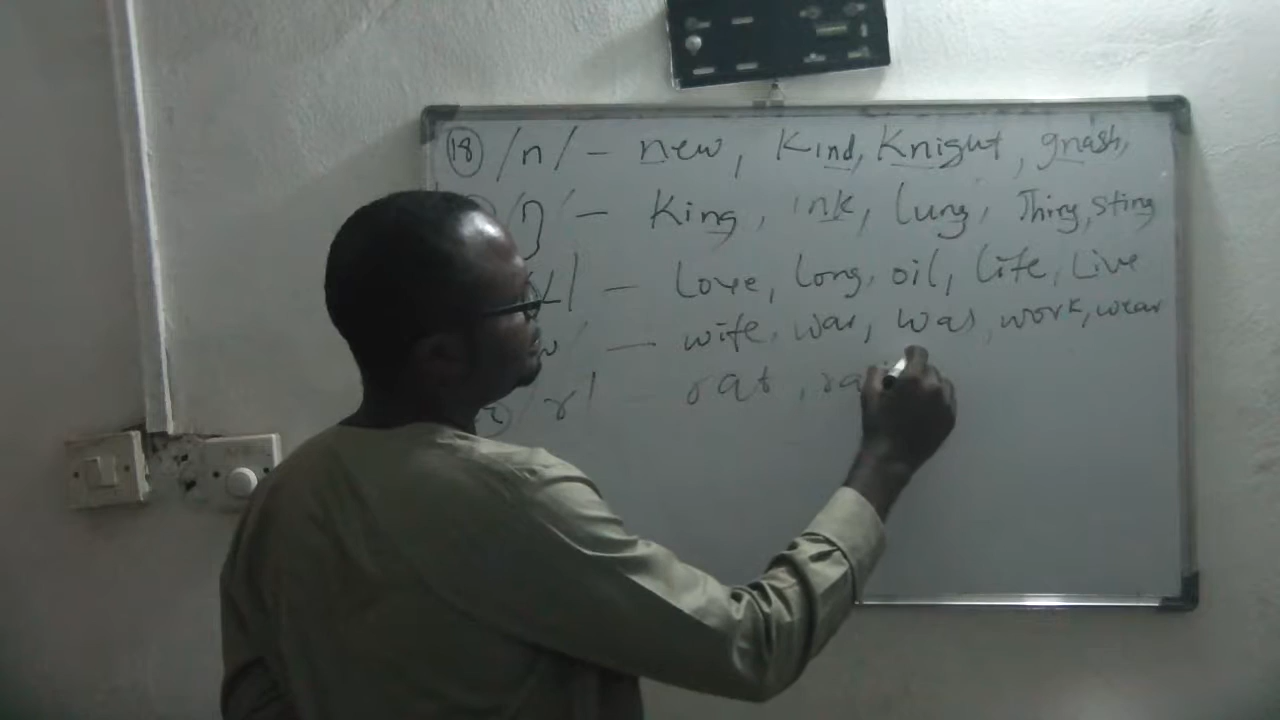 18 /n/ - new, Kind, Knight, gnash,
/ŋ/ - King, ink, lung, Thing, sting
/L/ - Love, long, oil, life, Live
w/ - wife, war, was, work, wear
/r/ - rat, ra